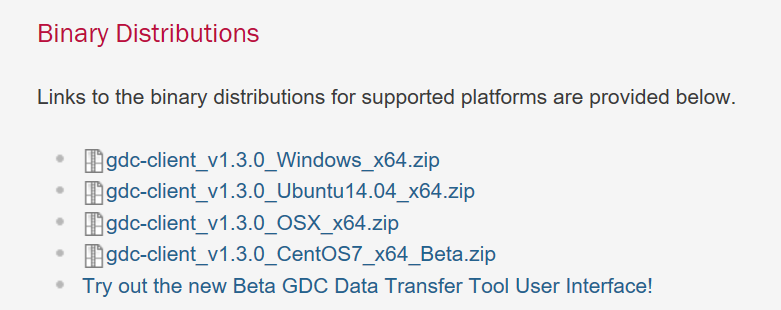 Binary Distributions
Links to the binary distributions for supported platforms are provided below.
gdc-client_v1.3.0_Windows_x64.zip
gdc-client_v1.3.0_Ubuntu14.04_x64.zip
gdc-client_v1.3.0_OSX_x64.zip
gdc-client_v1.3.0_CentOS7_x64_Beta.zip
Try out the new Beta GDC Data Transfer Tool User Interface!